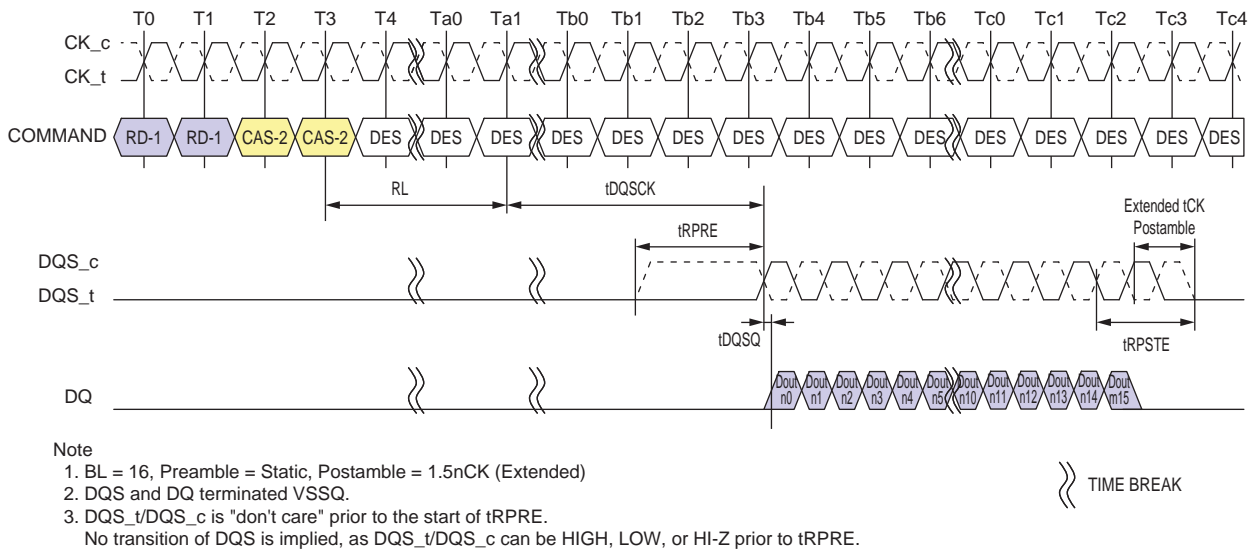 T0 T1 T2 T3 T4 Ta0 Ta1 Tb0 Tb1 Tb2 Tb3 Tb4 Tb5 Tb6 Tc0 Tc1 Tc2 Tc3 Tc4
CK_c
CK_t
COMMAND RD-1 RD-1 CAS-2 CAS-2 DES DES DES DES DES DES DES DES DES DES DES DES DES DES DES
RL tDQSCK
Extended tCK
Postamble
tRPRE
DQS_c
DQS_t
tDQSQ
tRPSTE
DQ
Dout n0 Dout n1 Dout n2 Dout n3 Dout n4 Dout n5 Dout n10 Dout n11 Dout n12 Dout n13 Dout n14 Dout m15
Note
1. BL = 16, Preamble = Static, Postamble = 1.5nCK (Extended)
2. DQS and DQ terminated VSSQ.
3. DQS_t/DQS_c is "don't care" prior to the start of tRPRE.
No transition of DQS is implied, as DQS_t/DQS_c can be HIGH, LOW, or HI-Z prior to tRPRE.
TIME BREAK